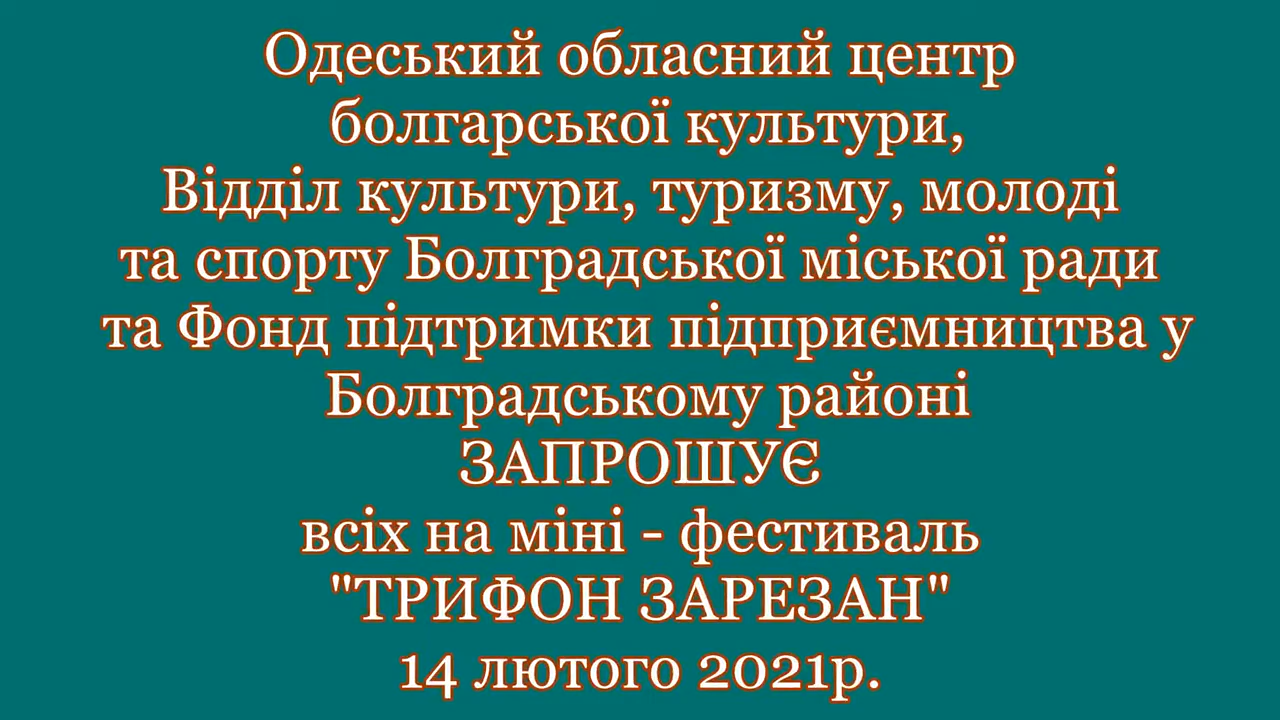 Одеський обласний центр
болгарської культури,
Відділ культури, туризму, молоді
та спорту Болградської міської ради
та Фонд підтримки підприємництва у
Болградському районі
ЗАПРОШУЄ
всіх на міні - фестиваль
"ТРИФОН ЗАРЕЗАН"
14 лютого 2021р.